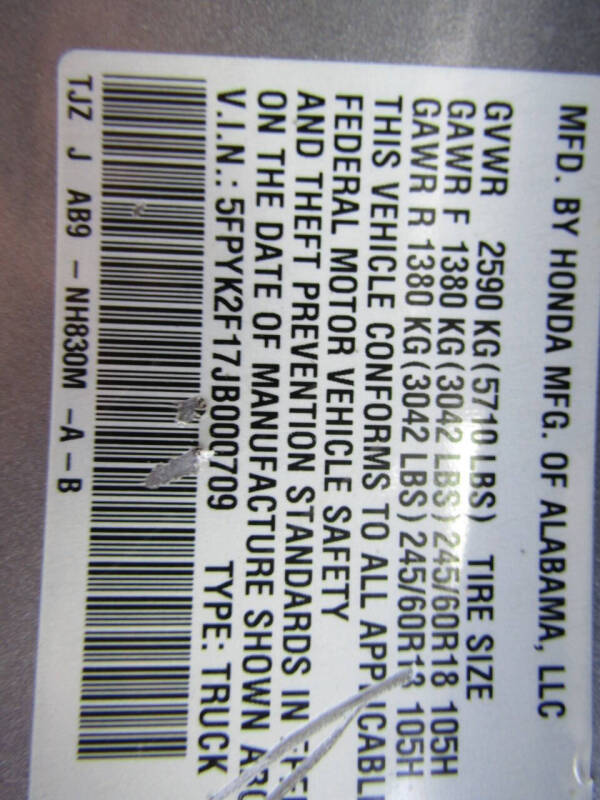 MFD. BY HONDA MFG. OF ALABAMA, LLC
GVWR 2590 KG(5710 LBS) TIRE SIZE
GAWR F 1380 KG(3042 LBS) 245/60R18 105H
GAWR R 1380 KG(3042 LBS) 245/60R18 105H
THIS VEHICLE CONFORMS TO ALL APPLICABL
FEDERAL MOTOR VEHICLE SAFETY
AND THEFT PREVENTION STANDARDS IN
ON THE DATE OF MANUFACTURE SHOWN
V.I.N.: 5FPYK2F17JB000709 TYPE: TRUCK
TJZ J AB9 - NH830M - A - B